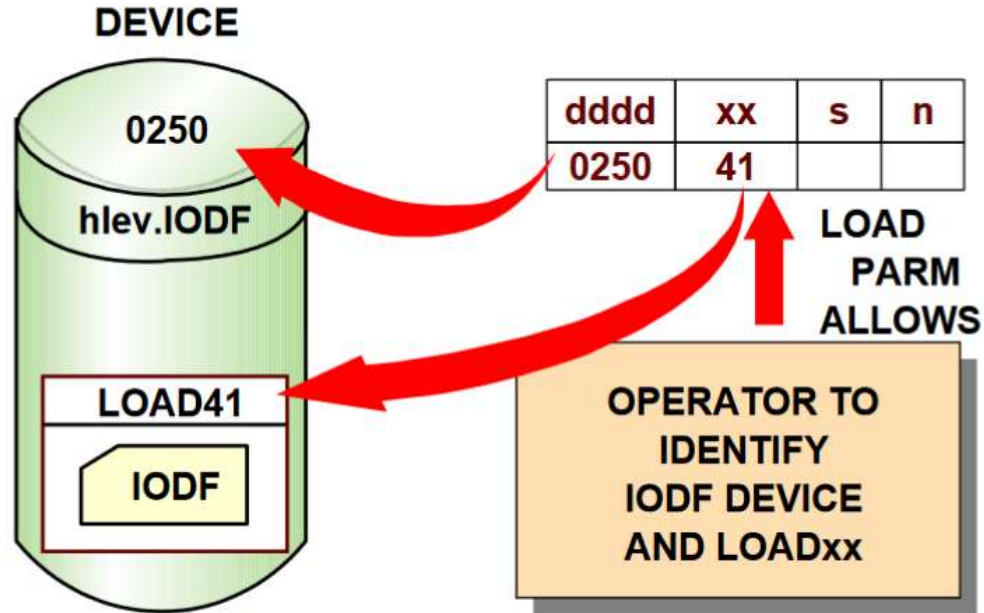 DEVICE
0250
hlev.IODF
LOAD41
IODF
dddd xx s n
0250 41
LOAD
PARM
ALLOWS
OPERATOR TO
IDENTIFY
IODF DEVICE
AND LOADxx